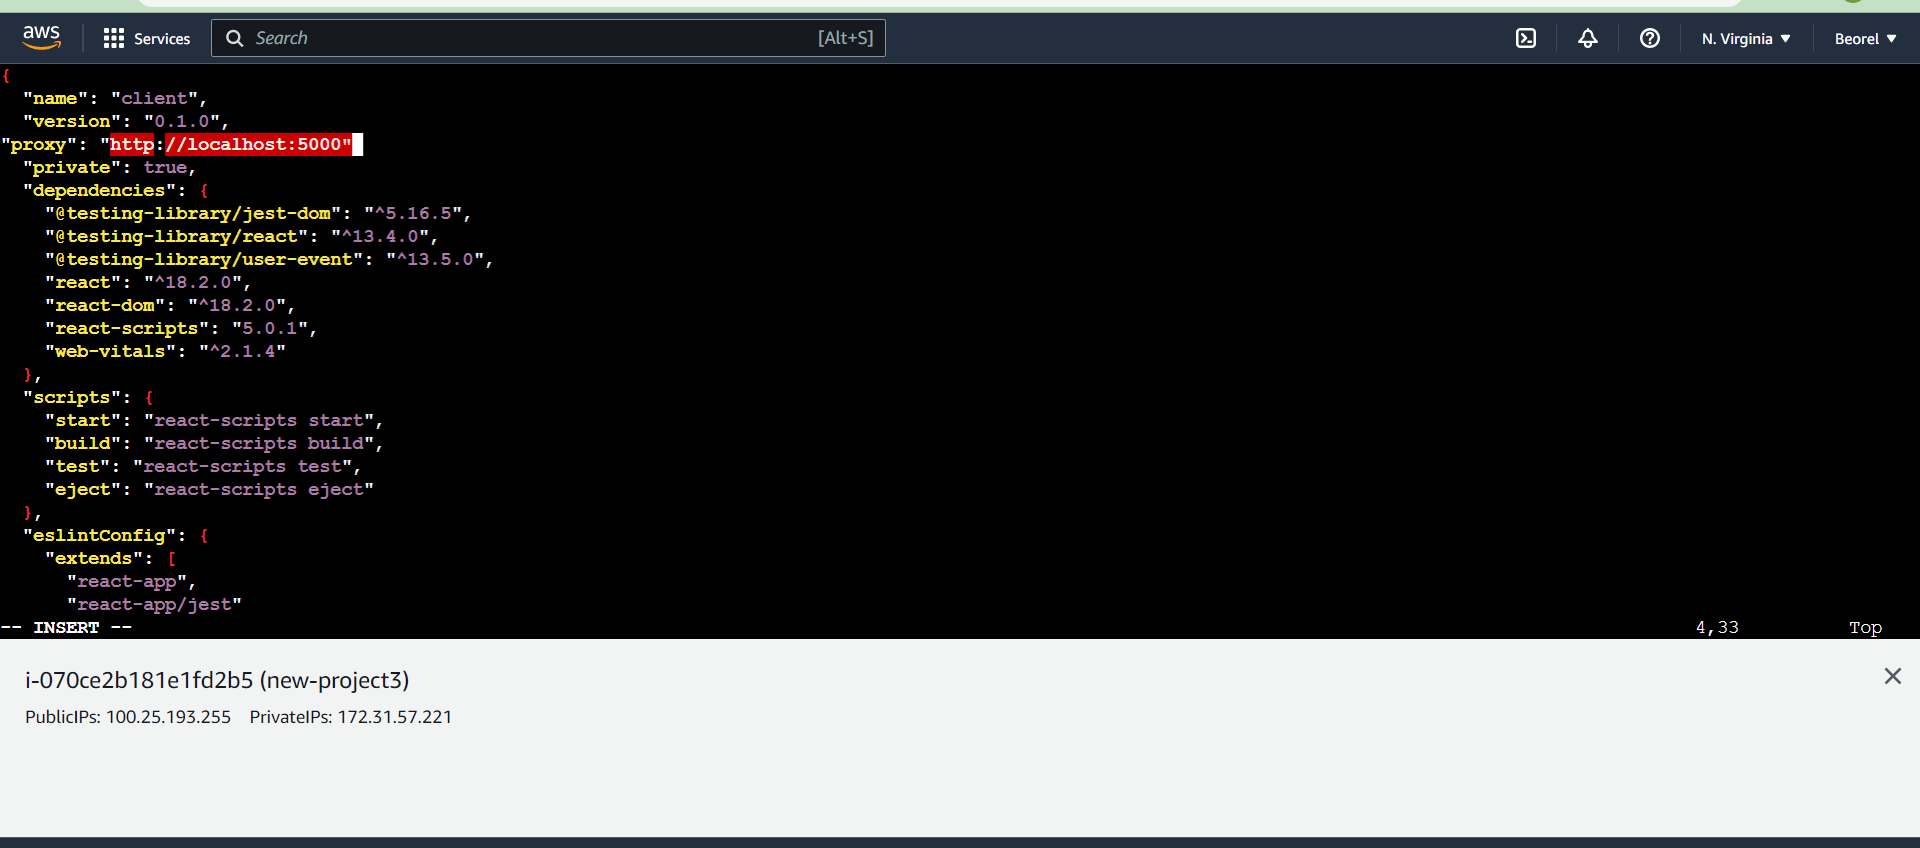 aws Services Search [Alt+S] N. Virginia Beorel
{
  "name": "client",
  "version": "0.1.0",
"proxy": "http://localhost:5000"
  "private": true,
  "dependencies": {
    "@testing-library/jest-dom": "^5.16.5",
    "@testing-library/react": "^13.4.0",
    "@testing-library/user-event": "^13.5.0",
    "react": "^18.2.0",
    "react-dom": "^18.2.0",
    "react-scripts": "5.0.1",
    "web-vitals": "^2.1.4"
  },
  "scripts": {
    "start": "react-scripts start",
    "build": "react-scripts build",
    "test": "react-scripts test",
    "eject": "react-scripts eject"
  },
  "eslintConfig": {
    "extends": [
      "react-app",
      "react-app/jest"
-- INSERT -- 4,33 Top
i-070ce2b181e1fd2b5 (new-project3)
PublicIPs: 100.25.193.255 PrivateIPs: 172.31.57.221